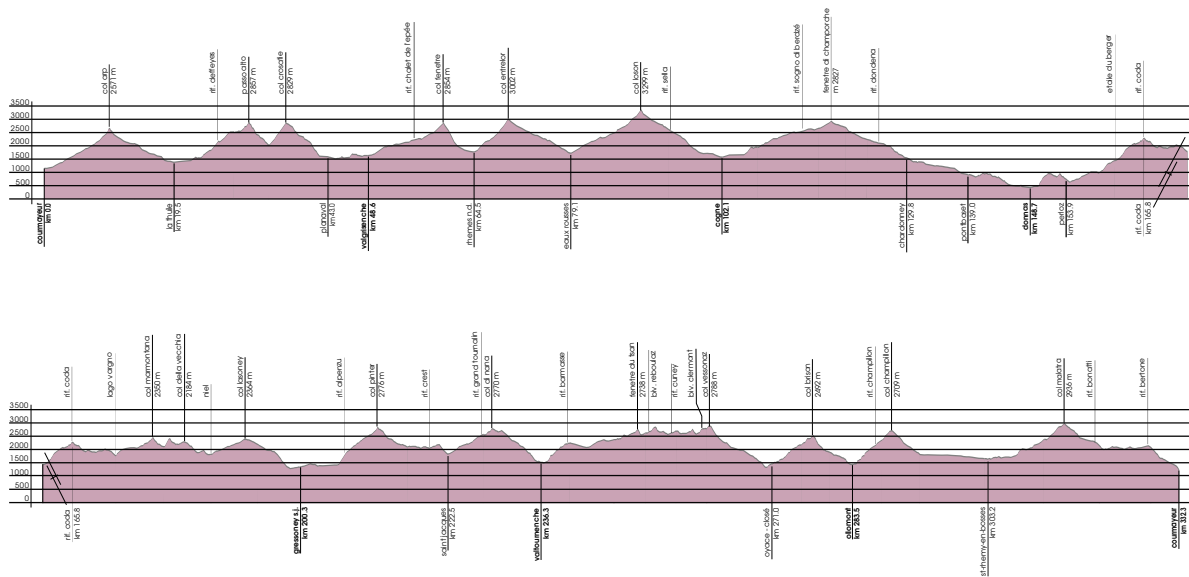 col arp
2571 m
rif. deffeyes
passo alto
2857 m
col crosatie
2829 m
rif. chalet de l'epée
col fenetre
2854 m
col entrelor
3002 m
col loson
3299 m
rif. sella
rif. sogno di berdzé
fenetre di champorche
m 2827
rif. dondena
etoile du berger
rif. coda
3500
3000
2500
2000
1500
1000
500
0
courmayeur
km 0.0
la thuile
km 19.5
planaval
km 43.0
valgrisenche
km 48.6
rhemes n.d.
km 64.5
eaux rousses
km 79.1
cogne
km 102.1
chardonney
km 129.8
pontboset
km 139.0
donnas
km 148.7
perloz
km 153.9
rif. coda
km 165.8
rif. coda
lago vargno
col marmontana
2350 m
col della vecchia
2184 m
niel
col lasoney
2364 m
rif. alpenzu
col pinter
2776 m
rif. crest
rif. grand tournalin
col di nana
2770 m
rif. barmasse
fenetre du tsan
2738 m
biv. reboulaz
rif. cuney
biv. clermont
col vessonaz
2788 m
col brison
2492 m
rif. champillon
col champillon
2709 m
col malatra
2936 m
rif. bonatti
rif. bertone
3500
3000
2500
2000
1500
1000
500
0
rif. coda
km 165.8
gressoney s.j.
km 200.3
saint jacques
km 222.5
valtournenche
km 236.3
oyace - closé
km 271.0
ollomont
km 283.5
st-rhemy-en-bosses
km 303.2
courmayeur
km 332.3